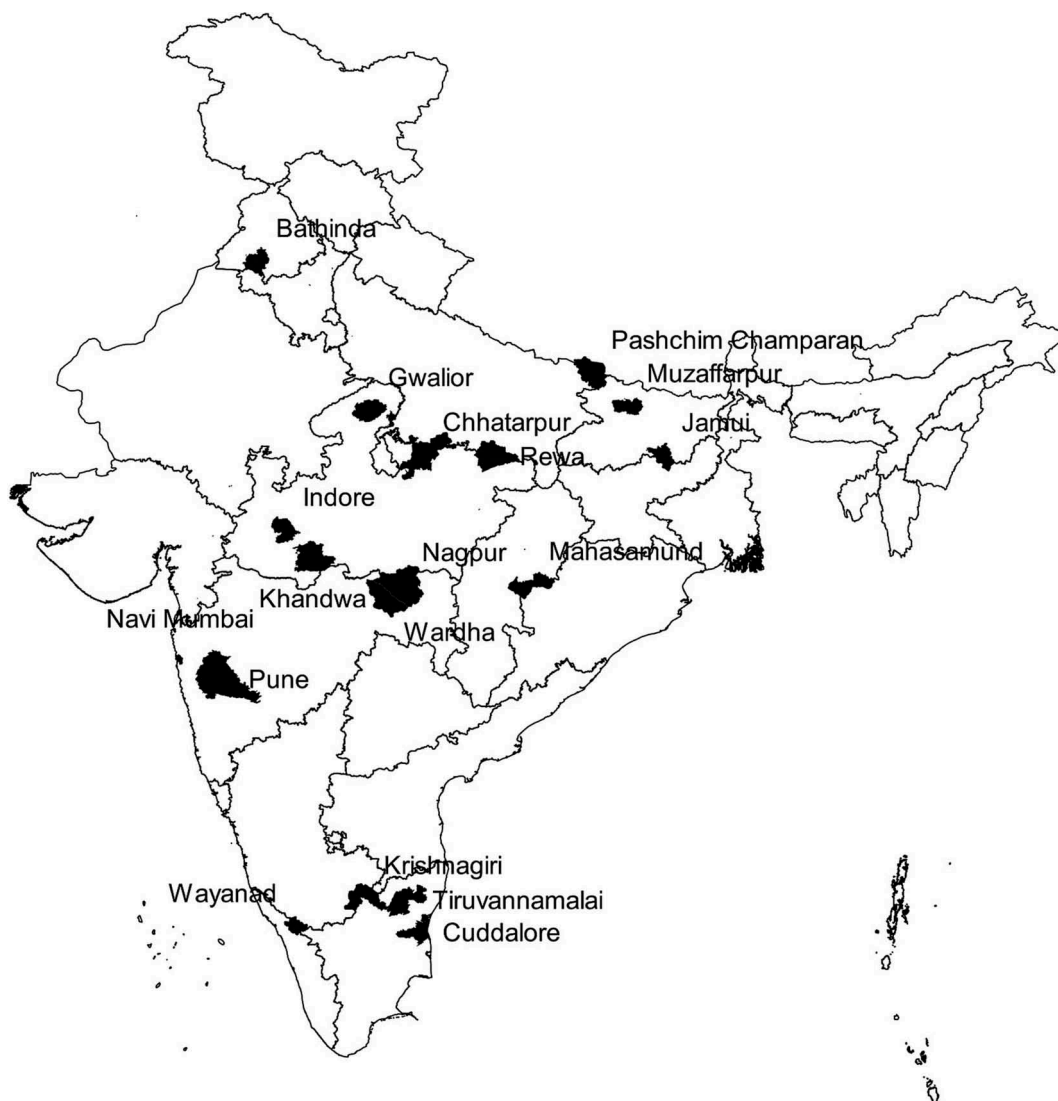 Bathinda
Pashchim Champaran
Muzaffarpur
Gwalior
Chhatarpur
Jamui
Rewa
Indore
Nagpur
Mahasamund
Khandwa
Navi Mumbai
Wardha
Pune
Krishnagiri
Wayanad
Tiruvannamalai
Cuddalore